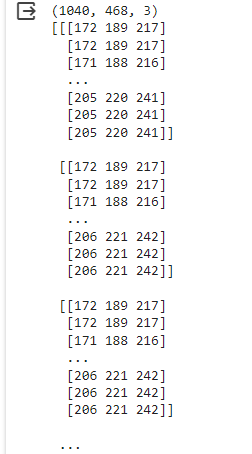 (1040, 468, 3)
[[[172 189 217]
[172 189 217]
[171 188 216]
...
[205 220 241]
[205 220 241]
[205 220 241]]
[[172 189 217]
[172 189 217]
[171 188 216]
...
[206 221 242]
[206 221 242]
[206 221 242]]
[[172 189 217]
[172 189 217]
[171 188 216]
...
[206 221 242]
[206 221 242]
[206 221 242]]
...